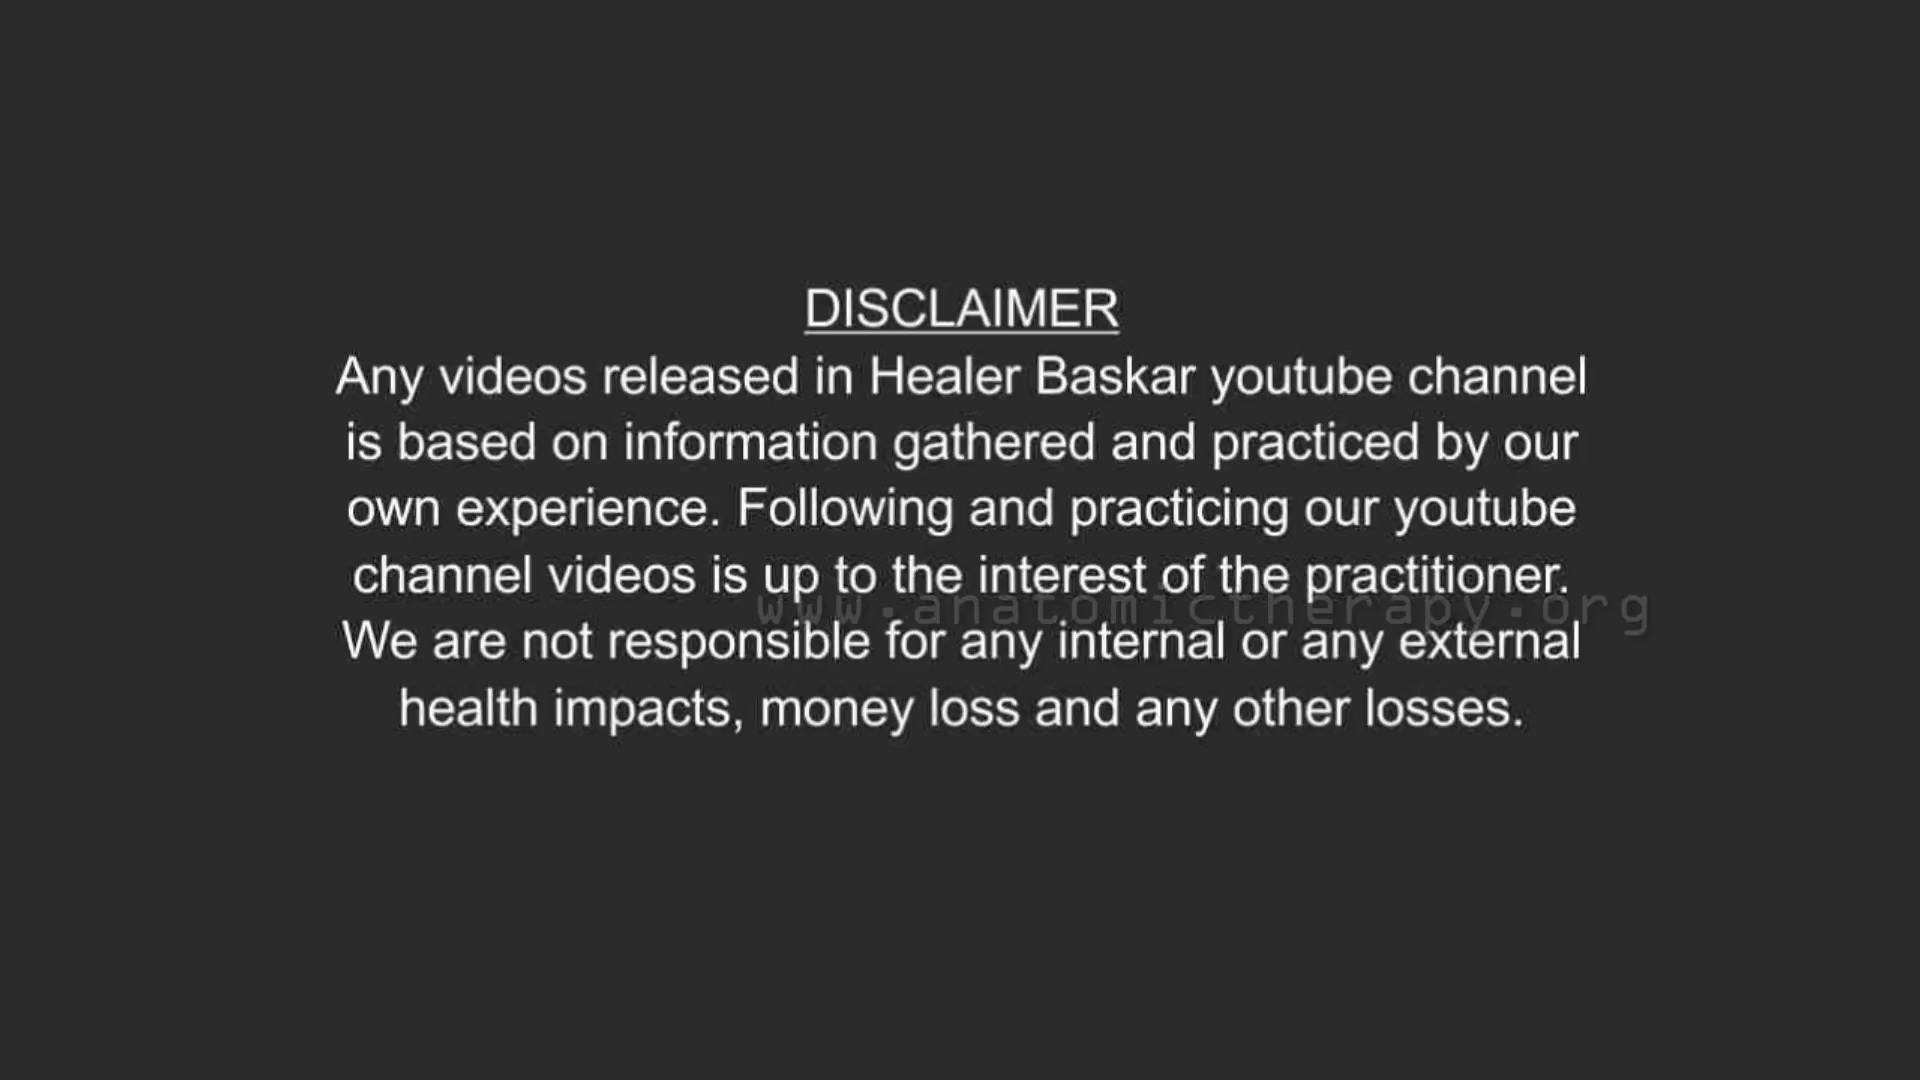 DISCLAIMER
Any videos released in Healer Baskar youtube channel
is based on information gathered and practiced by our
own experience. Following and practicing our youtube
channel videos is up to the interest of the practitioner.
www.anatomictherapy.org
We are not responsible for any internal or any external
health impacts, money loss and any other losses.